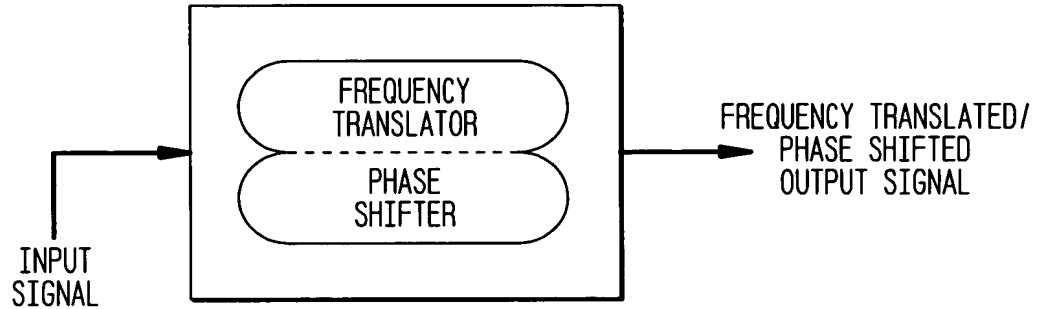 FREQUENCY
TRANSLATOR
PHASE
SHIFTER
INPUT
SIGNAL
FREQUENCY TRANSLATED/
PHASE SHIFTED
OUTPUT SIGNAL